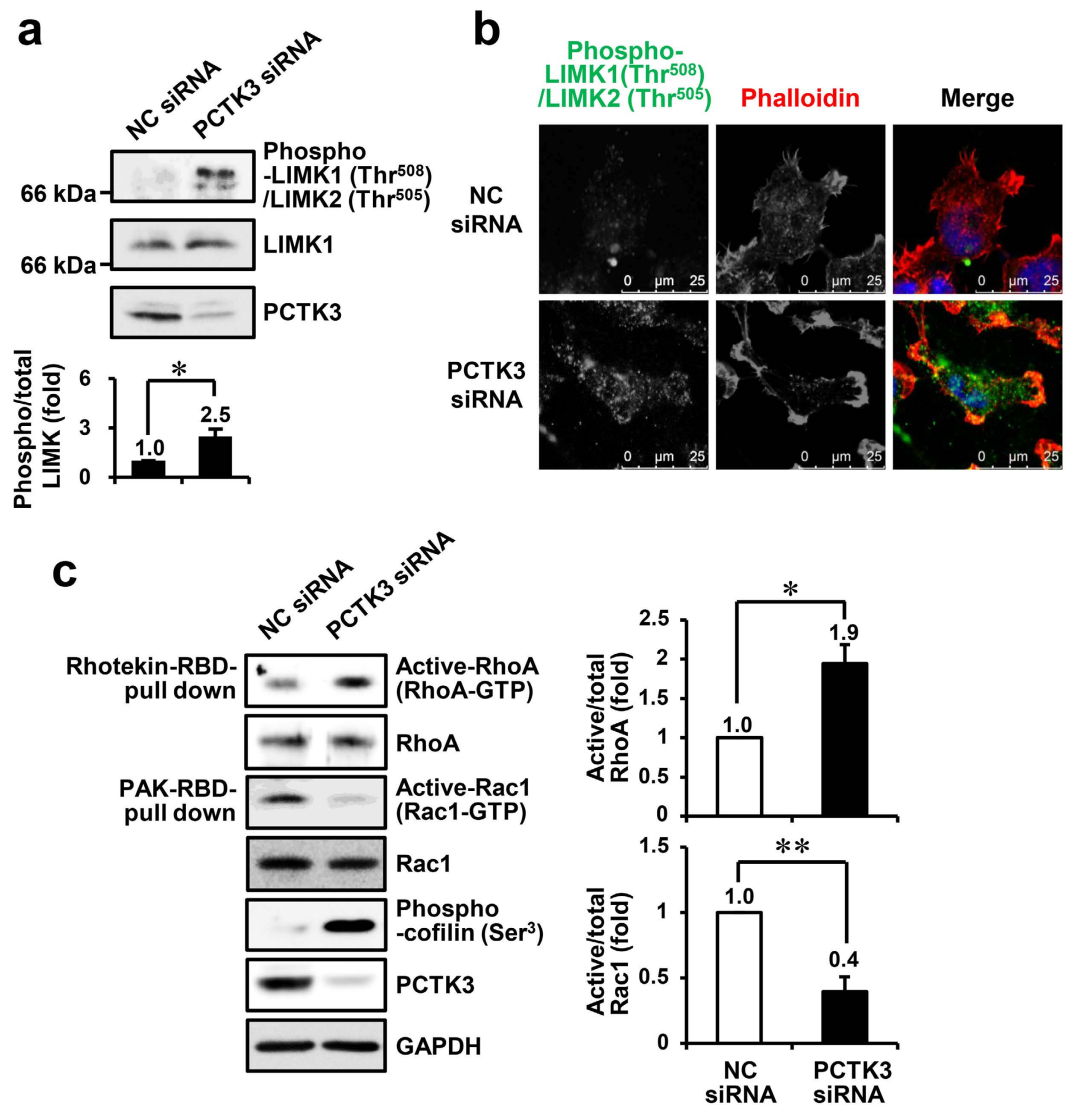 a
NC siRNA
PCTK3 siRNA
66 kDa
Phospho
-LIMK1 (Thr508)
/LIMK2 (Thr505)
66 kDa
LIMK1
PCTK3
Phospho/total
LIMK (fold)
6
3
0
*
1.0
2.5
b
Phospho-
LIMK1(Thr508)
/LIMK2 (Thr505)
Phalloidin
Merge
NC
siRNA
0 µm 25
0 µm 25
0 µm 25
PCTK3
siRNA
0 µm 25
0 µm 25
0 µm 25
c
NC siRNA
PCTK3 siRNA
Rhotekin-RBD-
pull down
Active-RhoA
(RhoA-GTP)
RhoA
PAK-RBD-
pull down
Active-Rac1
(Rac1-GTP)
Rac1
Phospho
-cofilin (Ser3)
PCTK3
GAPDH
Active/total
RhoA (fold)
2.5
2
1.5
1
0.5
0
*
1.0
1.9
Active/total
Rac1 (fold)
1.5
1
0.5
0
**
1.0
0.4
NC
siRNA
PCTK3
siRNA